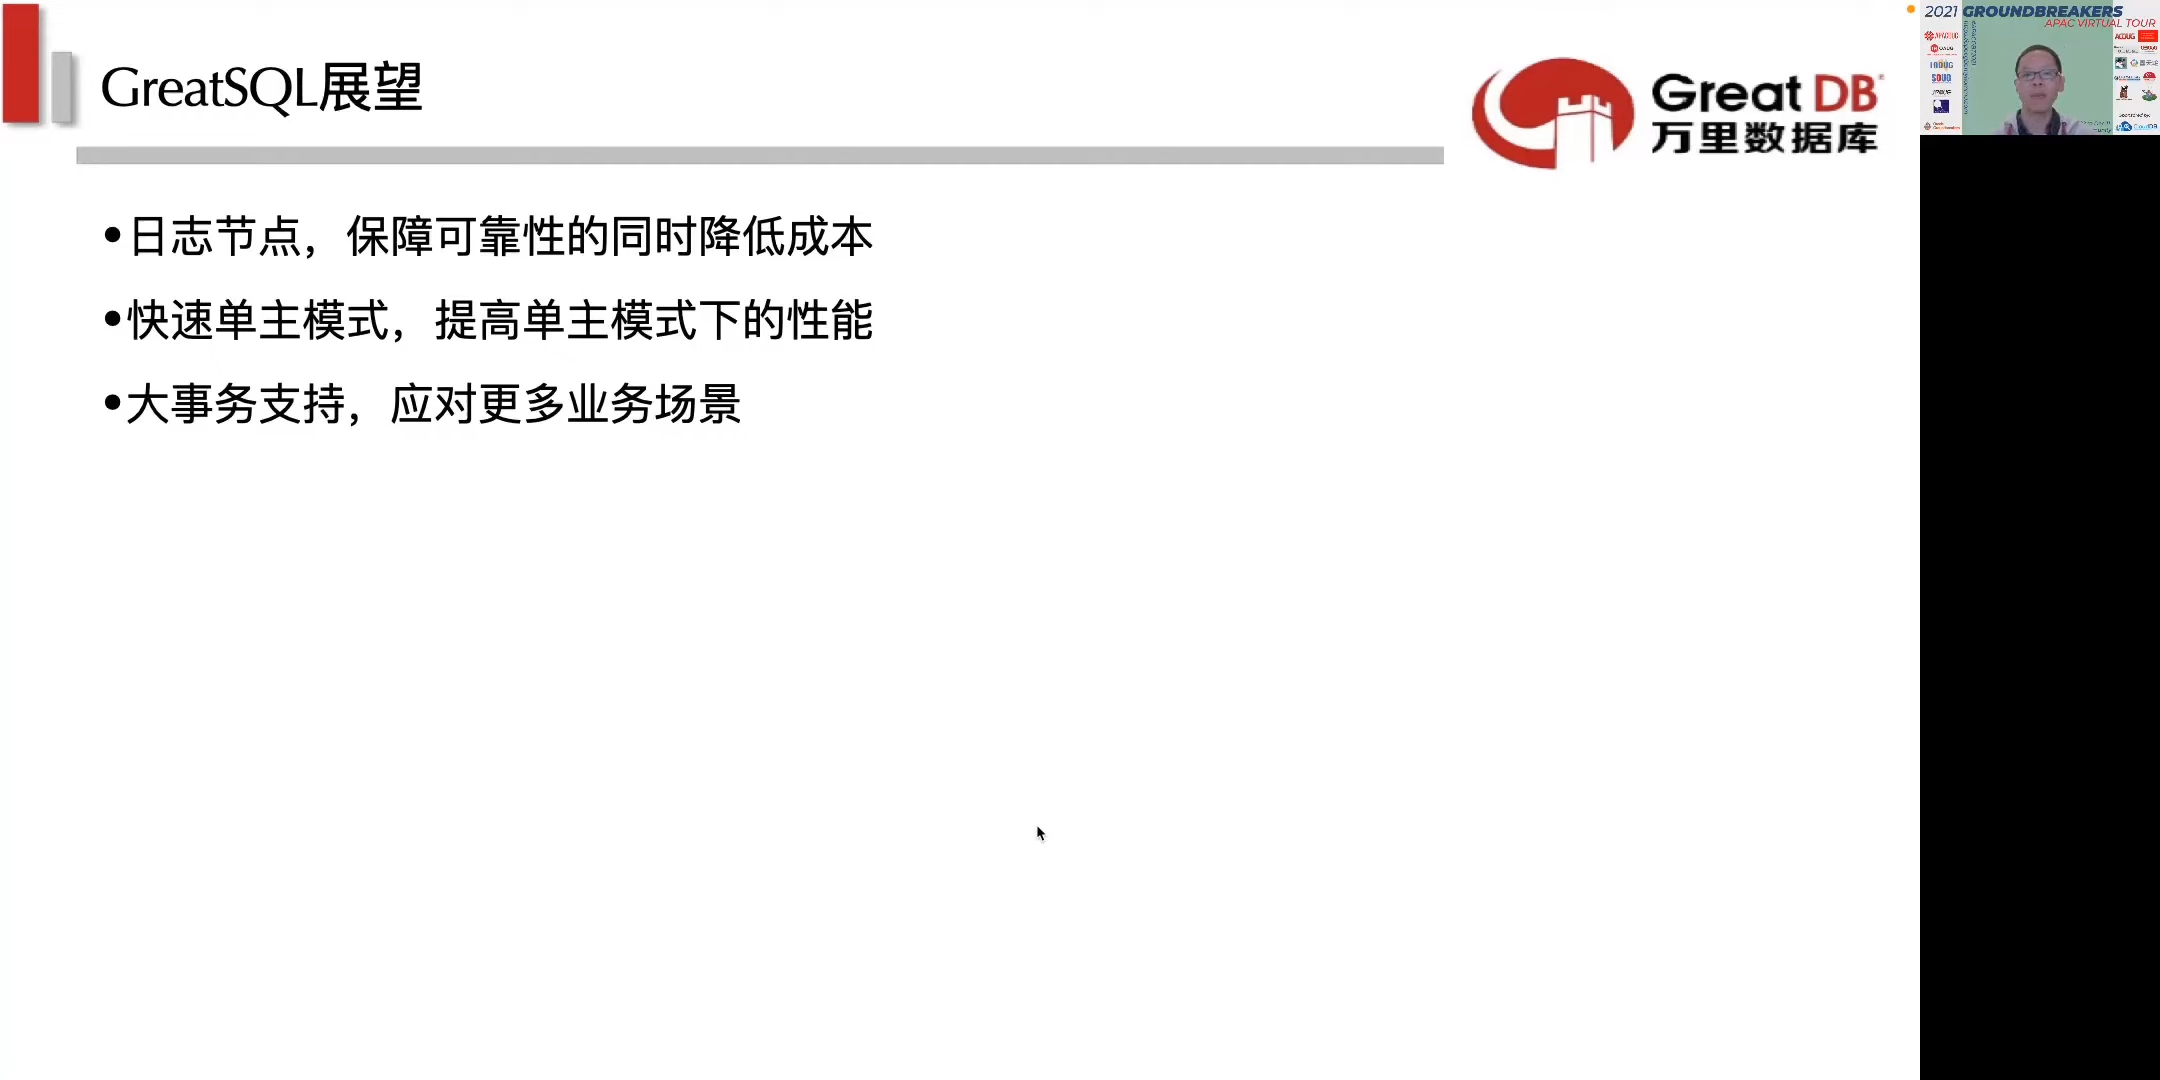 GreatSQL展望
Great DB
万里数据库
•日志节点，保障可靠性的同时降低成本
•快速单主模式，提高单主模式下的性能
•大事务支持，应对更多业务场景
2021 GROUNDBREAKERS
APAC VIRTUAL TOUR